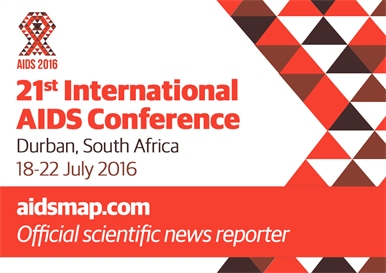 AIDS 2016
21st International
AIDS Conference
Durban, South Africa
18-22 July 2016
aidsmap.com
Official scientific news reporter